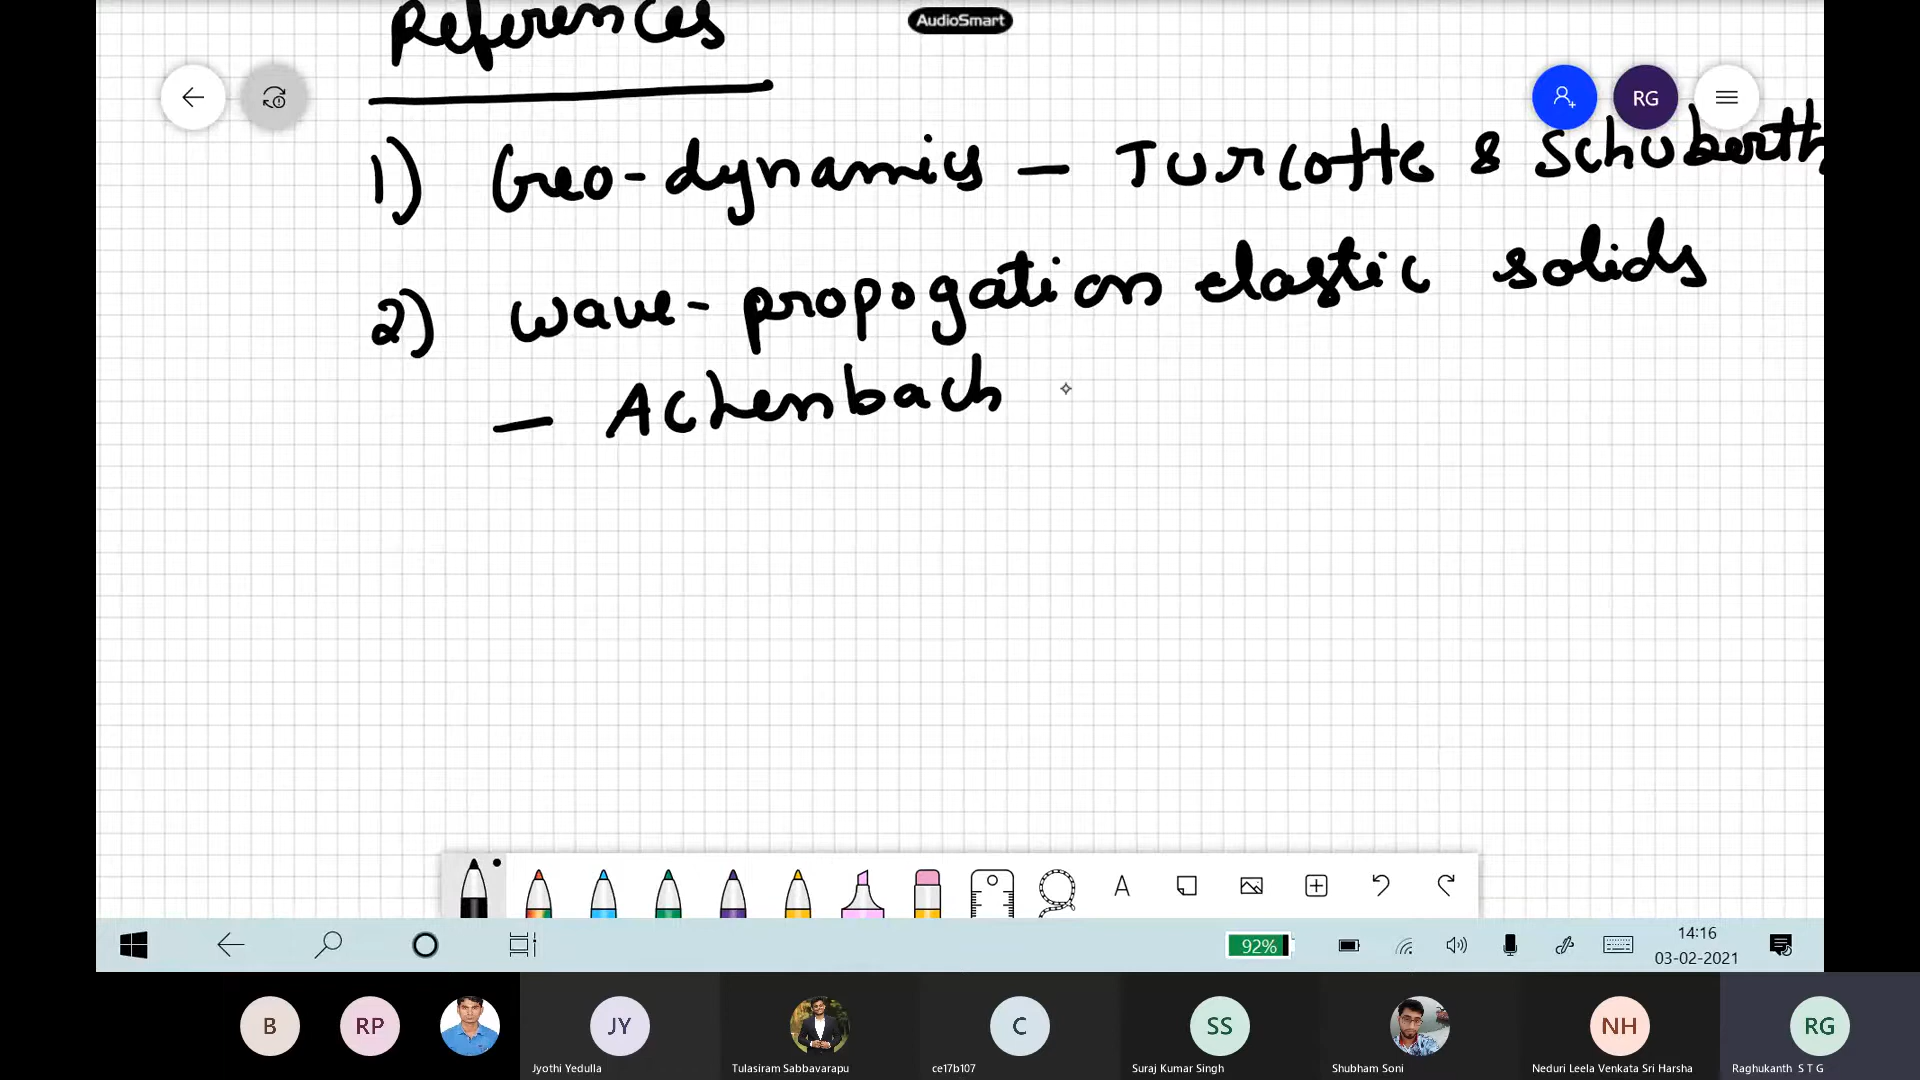 References
AudioSmart
RG
1) Geo-dynamics - Turcotte & Schuberth
2) wave-propogation elastic solids
- Achenbach
A
92%
14:16
03-02-2021
B
RP
JY
C
SS
NH
RG
Jyothi Yedulla
Tulasiram Sabbavarapu
ce17b107
Suraj Kumar Singh
Shubham Soni
Neduri Leela Venkata Sri Harsha
Raghukanth S T G